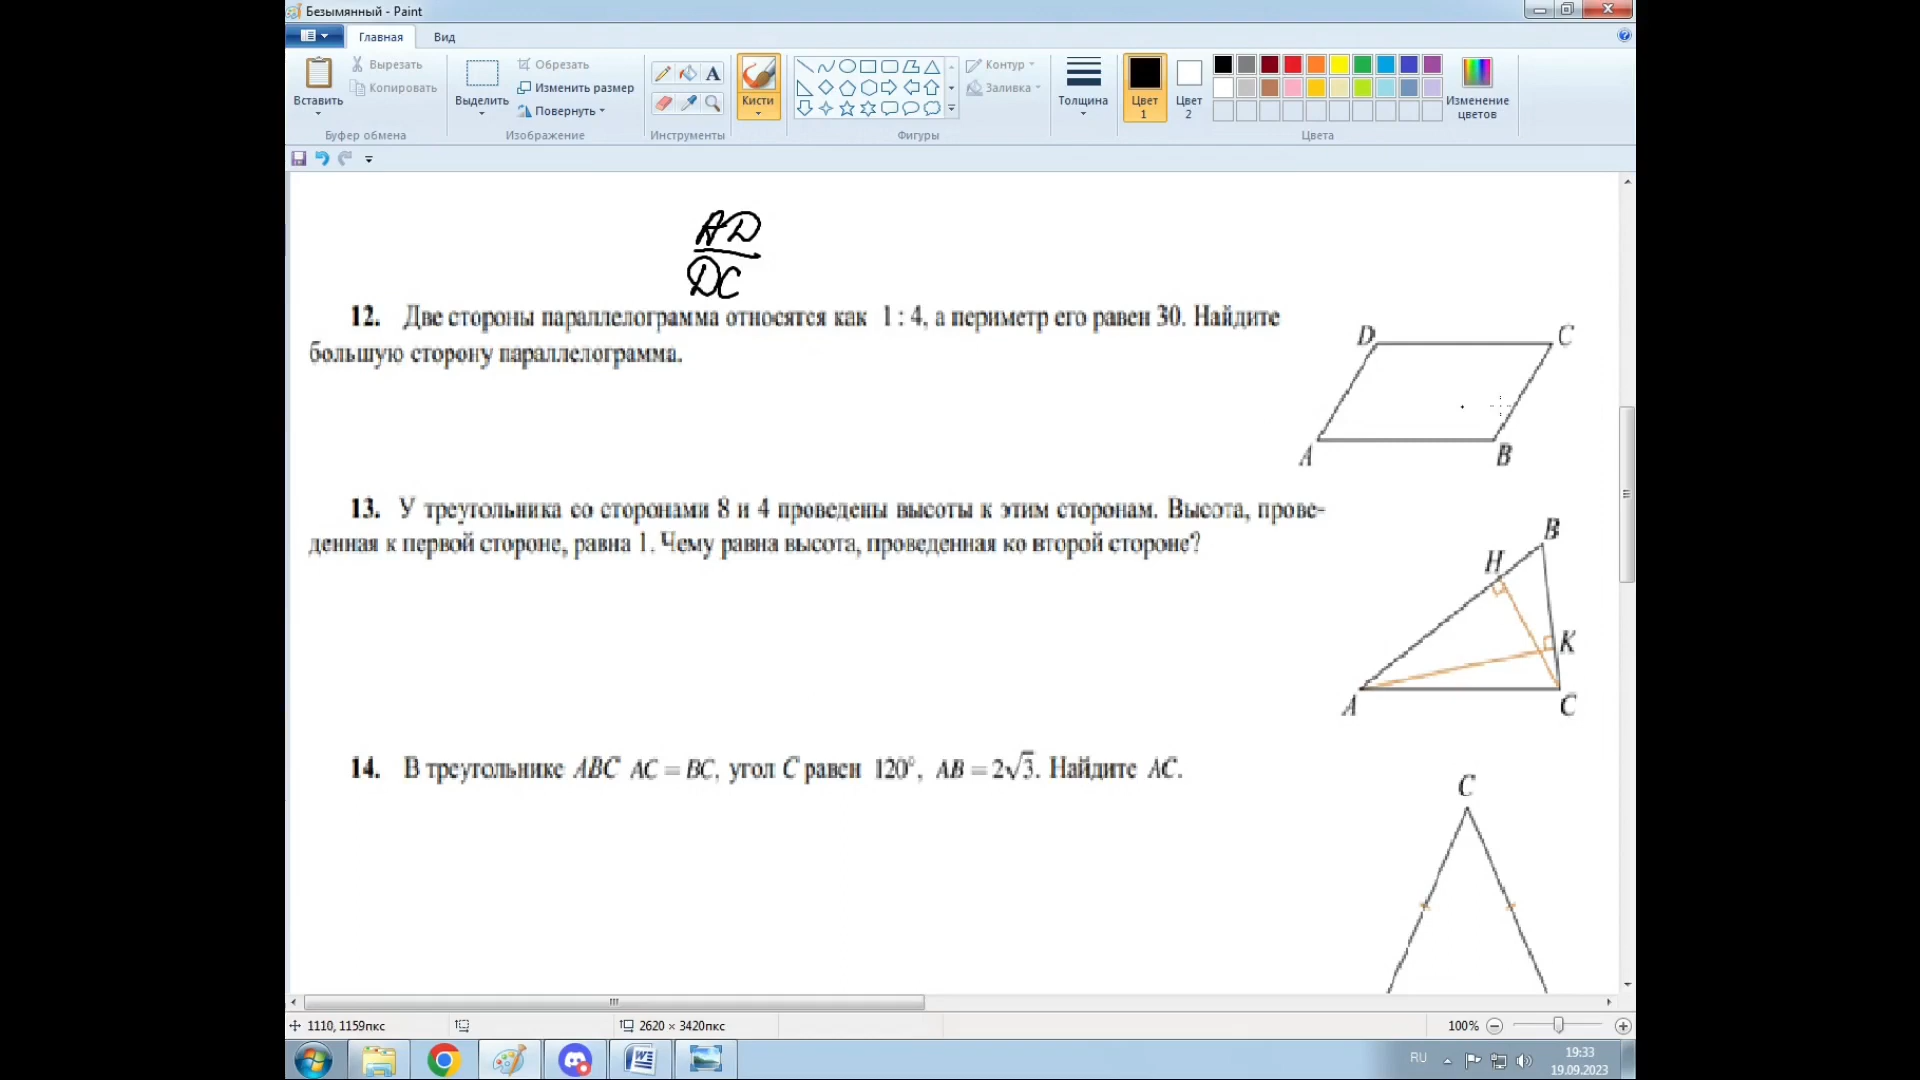 Безымянный - Paint
Главная Вид
Вставить
Вырезать
Копировать
Буфер обмена
Выделить
Обрезать
Изменить размер
Повернуть
Изображение
A
Инструменты
Кисти
Контур
Заливка
Фигуры
Толщина
Цвет 1
Цвет 2
Изменение цветов
Цвета
AD
DC
12. Две стороны параллелограмма относятся как 1 : 4, а периметр его равен 30. Найдите
большую сторону параллелограмма.
D C
A B
13. У треугольника со сторонами 8 и 4 проведены высоты к этим сторонам. Высота, прове-
денная к первой стороне, равна 1. Чему равна высота, проведенная ко второй стороне?
B
H
K
A C
14. В треугольнике ABC AC = BC, угол C равен 120°, AB = 2√3. Найдите AC.
C
1110, 1159пкс 2620 × 3420пкс 100%
W
RU 19:33
19.09.2023